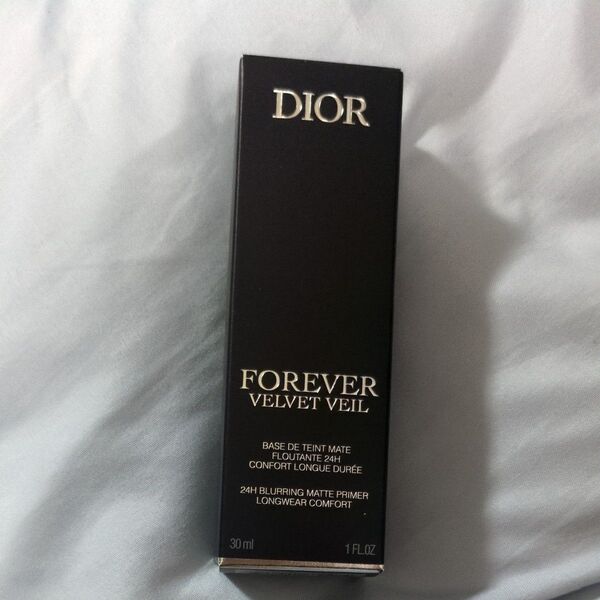 DIOR
FOREVER
VELVET VEIL
BASE DE TEINT MATE
FLOUTANTE 24H
CONFORT LONGUE DURÉE
24H BLURRING MATTE PRIMER
LONGWEAR COMFORT
30 ml 1 FL.OZ